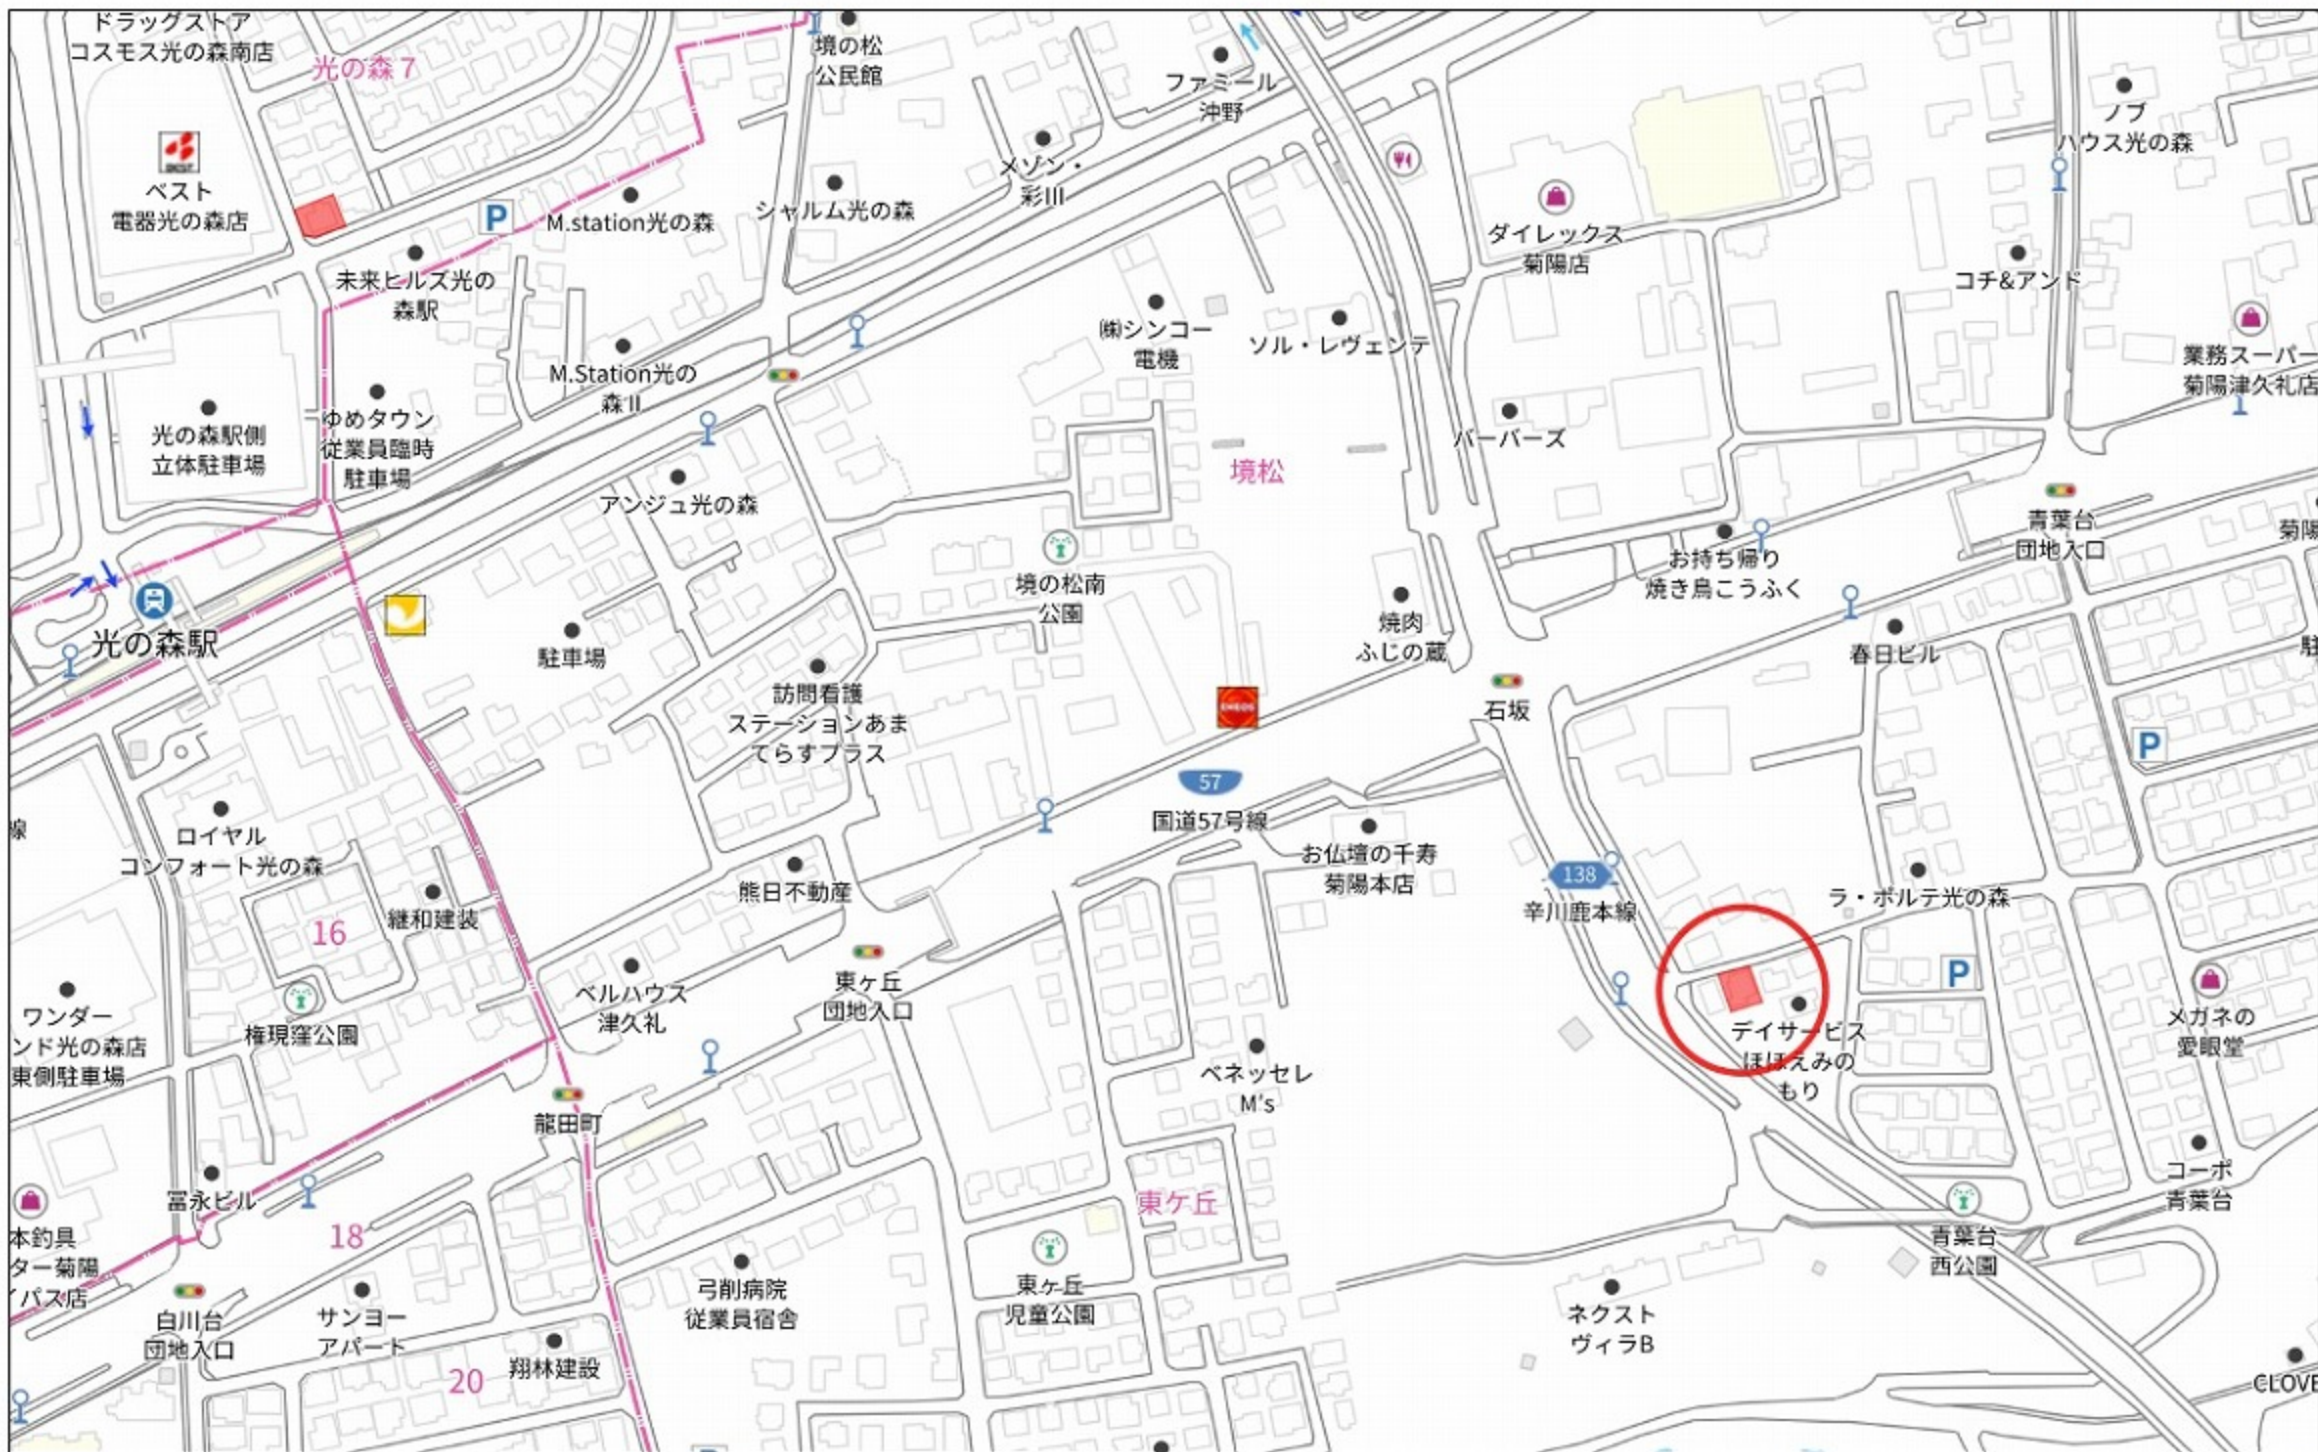 ドラッグストア
コスモス光の森南店
光の森7
境の松
公民館
ファミール
沖野
ノブ
ハウス光の森
BEST
ベスト
電器光の森店
P
M.station光の森
シャルム光の森
メゾン・
彩III
ダイレックス
菊陽店
未来ヒルズ光の
森駅
コチ&アンド
㈱シンコー
電機
ソル・レヴェンテ
業務スーパー
菊陽津久礼店
M.Station光の
森II
光の森駅側
立体駐車場
ゆめタウン
従業員臨時
駐車場
バーバーズ
境松
アンジュ光の森
青葉台
団地入口
菊陽
お持ち帰り
焼き鳥こうふく
境の松南
公園
焼肉
ふじの蔵
光の森駅
駐車場
春日ビル
駐
訪問看護
ステーションあま
てらすプラス
ENEOS
石坂
P
57
国道57号線
線
ロイヤル
コンフォート光の森
お仏壇の千寿
菊陽本店
138
辛川鹿本線
ラ・ポルテ光の森
熊日不動産
継和建装
16
東ヶ丘
団地入口
ベルハウス
津久礼
P
ワンダー
ンド光の森店
東側駐車場
権現窪公園
メガネの
愛眼堂
デイサービス
ほほえみの
もり
ベネッセレ
M's
龍田町
冨永ビル
コーポ
青葉台
東ケ丘
18
本釣具
ター菊陽
イパス店
青葉台
西公園
弓削病院
従業員宿舎
東ヶ丘
児童公園
ネクスト
ヴィラB
白川台
団地入口
サンヨー
アパート
翔林建設
20
CLOVE